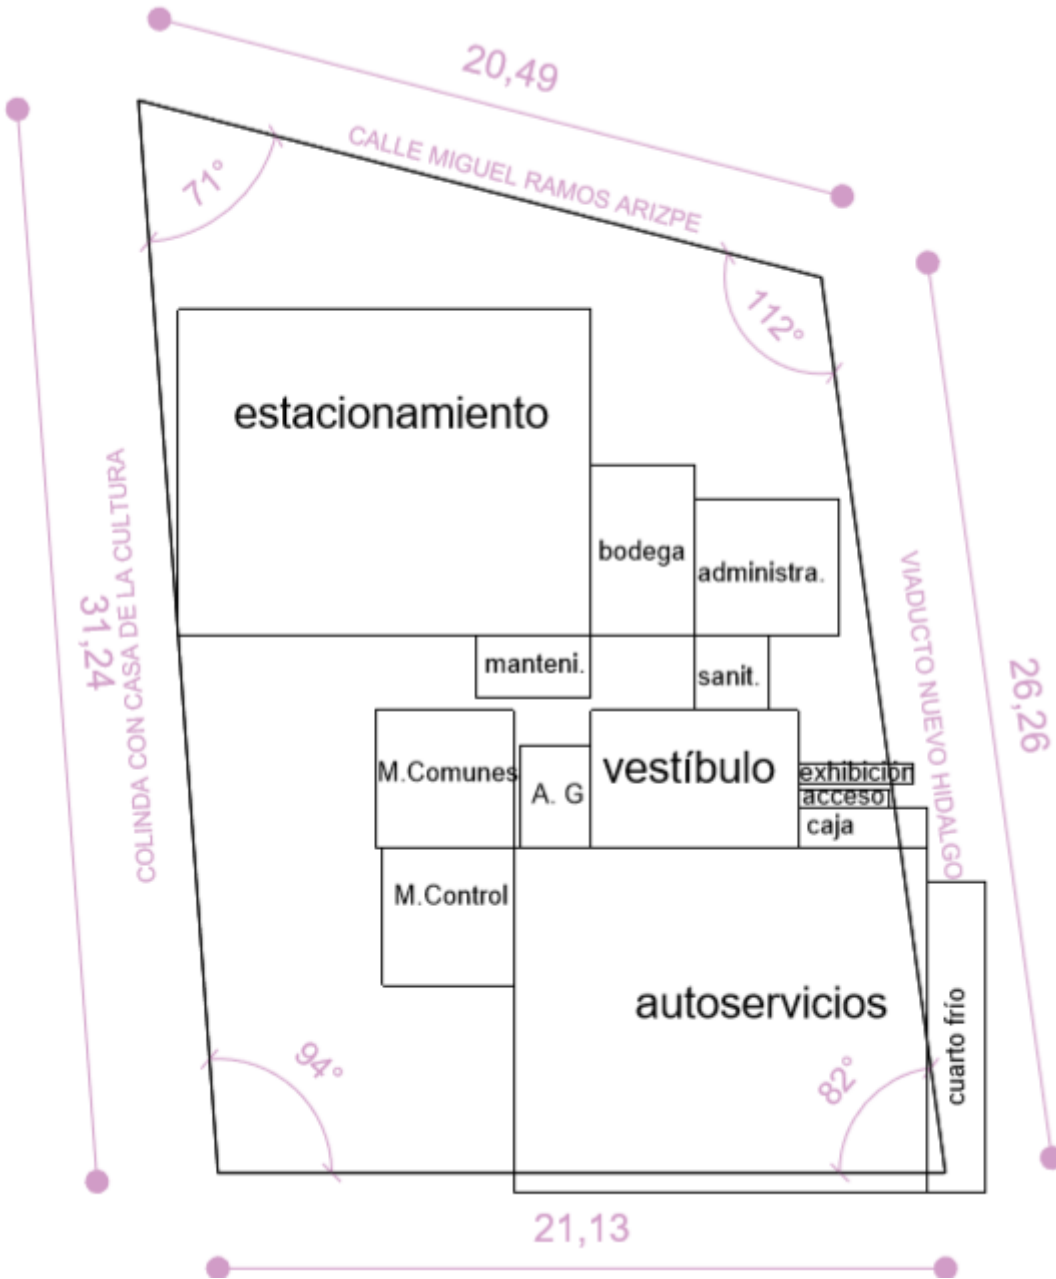 20,49
CALLE MIGUEL RAMOS ARIZPE
71°
112°
estacionamiento
bodega
administra.
COLINDA CON CASA DE LA CULTURA
31,24
VIADUCTO NUEVO HIDALGO
26,26
manteni.
sanit.
M.Comunes
A. G
vestíbulo
exhibición
acceso
caja
M.Control
autoservicios
cuarto frío
94°
82°
21,13